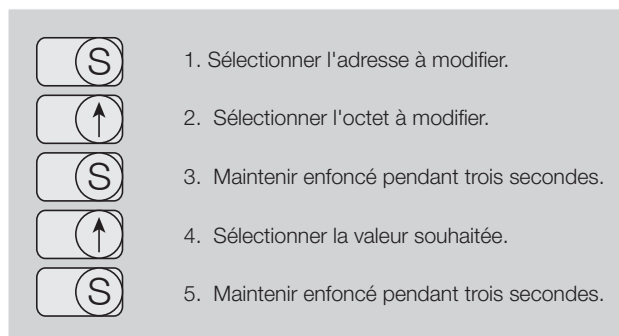 S 1. Sélectionner l'adresse à modifier.
2. Sélectionner l'octet à modifier.
S 3. Maintenir enfoncé pendant trois secondes.
4. Sélectionner la valeur souhaitée.
S 5. Maintenir enfoncé pendant trois secondes.